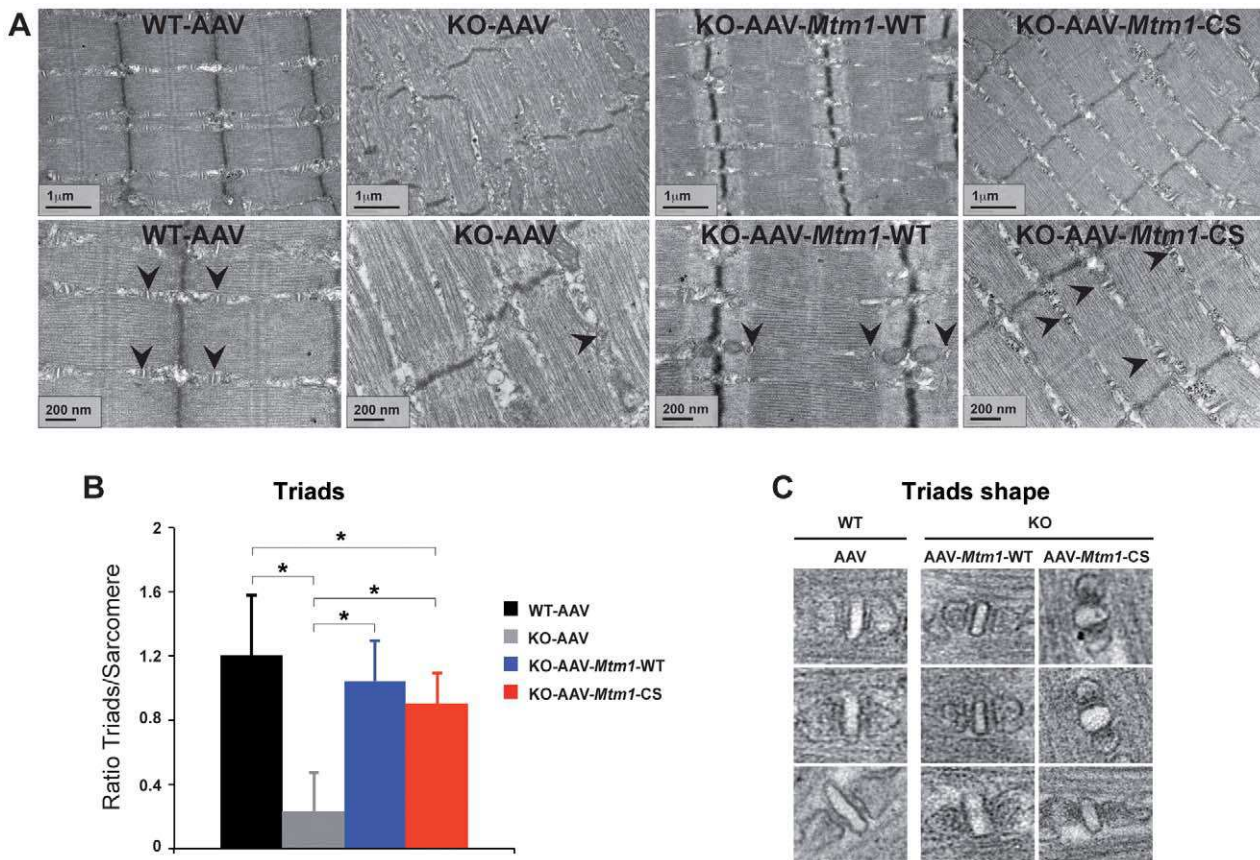 A
WT-AAV
KO-AAV
KO-AAV-Mtm1-WT
KO-AAV-Mtm1-CS
1μm
1μm
1μm
1μm
WT-AAV
KO-AAV
KO-AAV-Mtm1-WT
KO-AAV-Mtm1-CS
200 nm
200 nm
200 nm
200 nm
B
Triads
Ratio Triads/Sarcomere
2
1.6
1.2
0.8
0.4
0
*
*
*
*
WT-AAV
KO-AAV
KO-AAV-Mtm1-WT
KO-AAV-Mtm1-CS
C
Triads shape
WT
KO
AAV
AAV-Mtm1-WT
AAV-Mtm1-CS